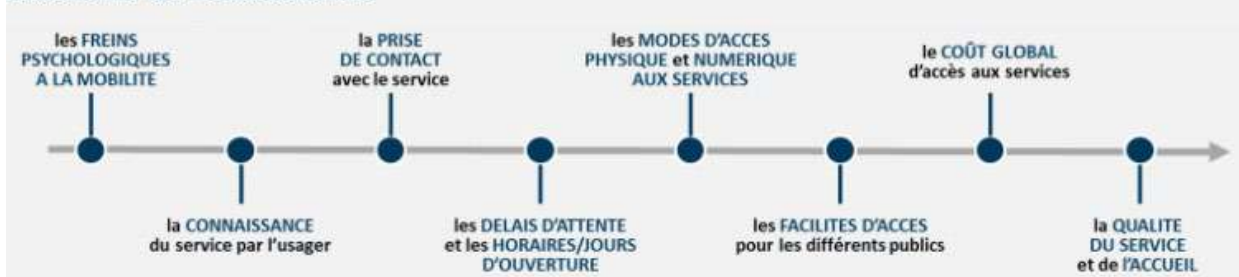 les FREINS
PSYCHOLOGIQUES
A LA MOBILITE
la CONNAISSANCE
du service par l'usager
la PRISE
DE CONTACT
avec le service
les DELAIS D'ATTENTE
et les HORAIRES/JOURS
D'OUVERTURE
les MODES D'ACCES
PHYSIQUE et NUMERIQUE
AUX SERVICES
les FACILITES D'ACCES
pour les différents publics
le COÛT GLOBAL
d'accès aux services
la QUALITE
DU SERVICE
et de l'ACCUEIL